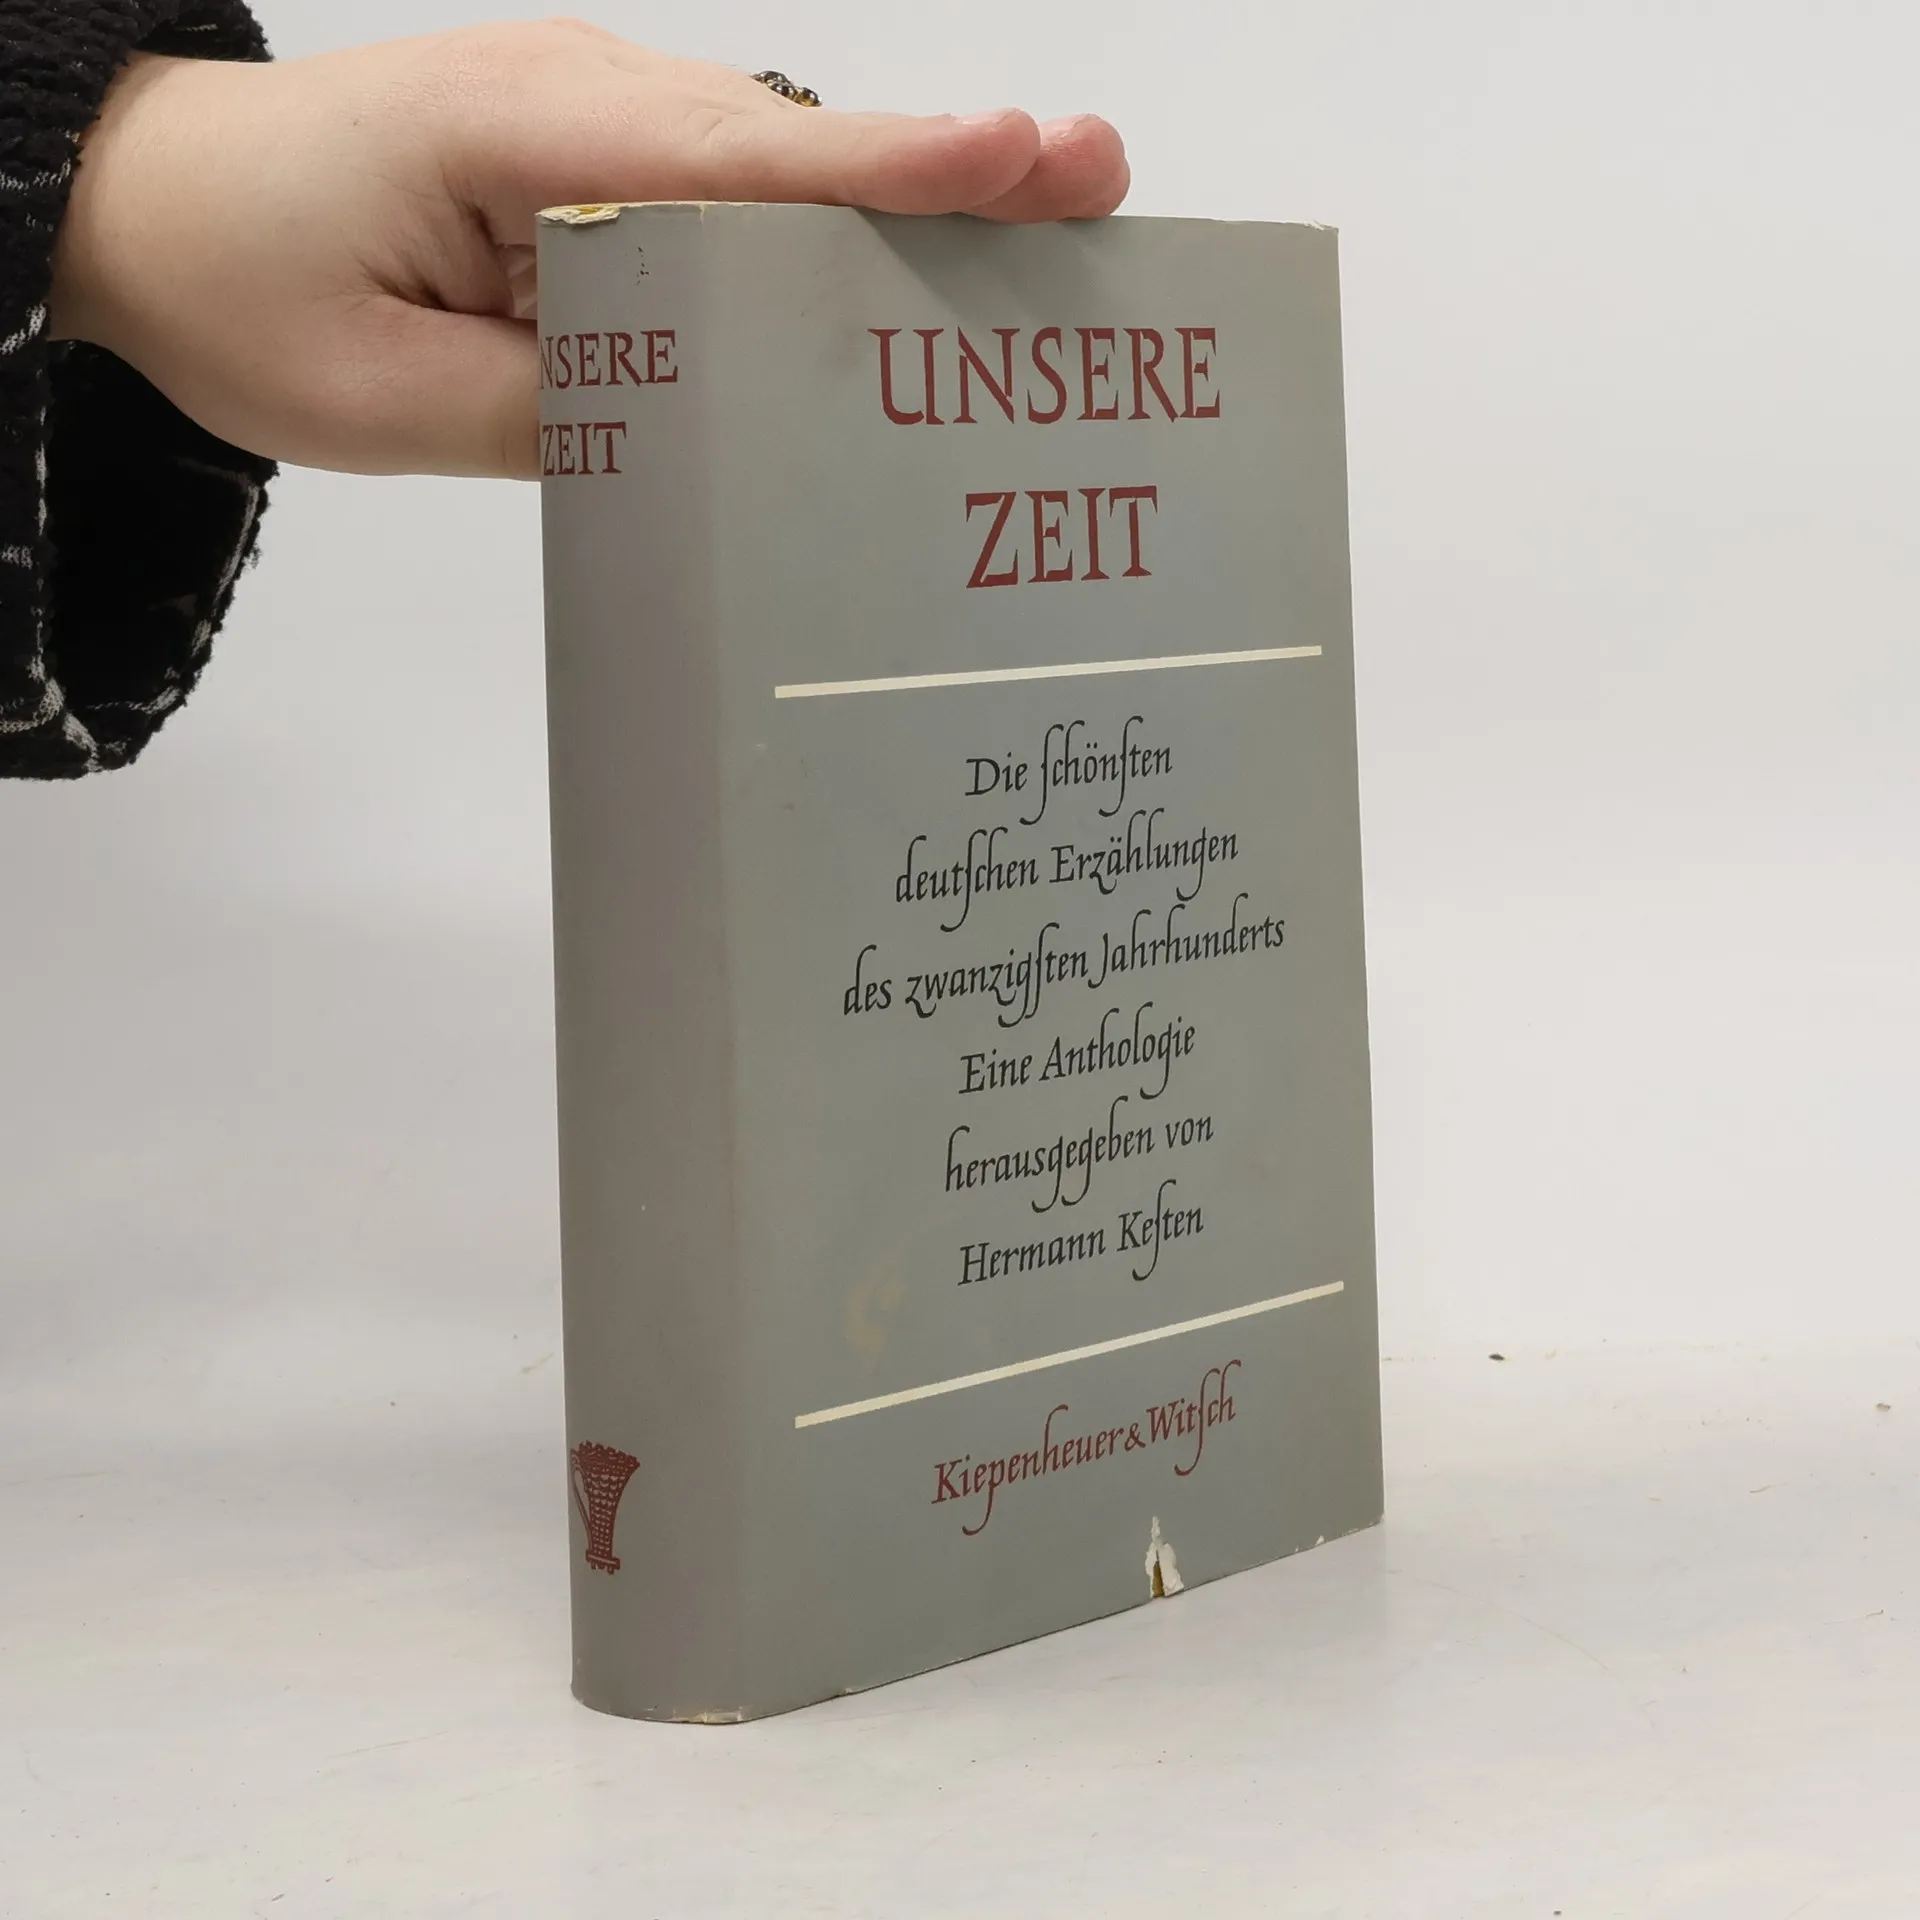 NSERE
ZEIT
UNSERE
ZEIT
Die ſchönſten
deutſchen Erzählungen
des zwanzigſten Jahrhunderts
Eine Anthologie
herausgegeben von
Hermann Keſten
Kiepenheuer & Witſch